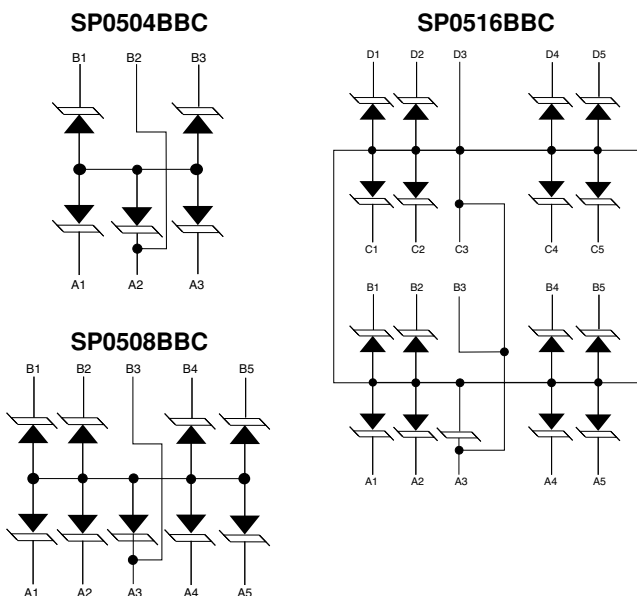 SP0504BBC
B1 B2 B3
A1 A2 A3
SP0508BBC
B1 B2 B3 B4 B5
A1 A2 A3 A4 A5
SP0516BBC
D1 D2 D3 D4 D5
C1 C2 C3 C4 C5
B1 B2 B3 B4 B5
A1 A2 A3 A4 A5